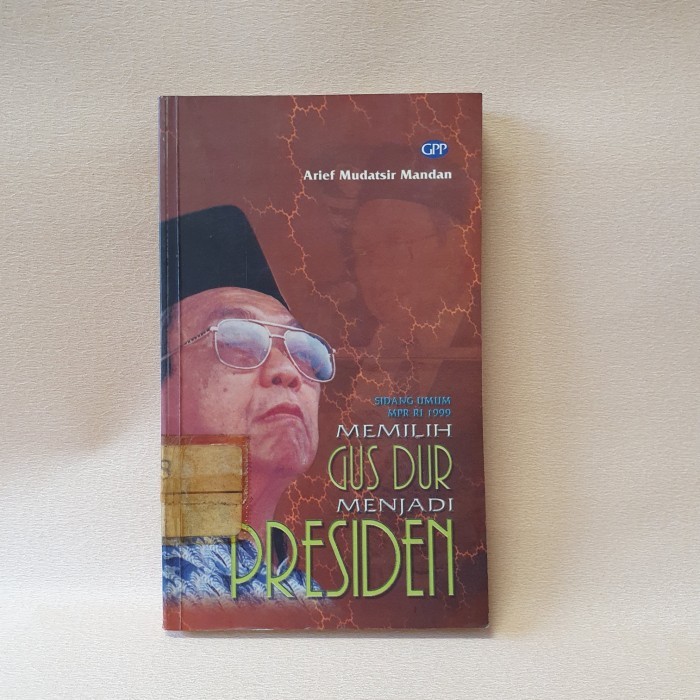 GPP
Arief Mudatsir Mandan
SIDANG UMUM
MPR RI 1999
MEMILIH
GUS DUR
MENJADI
PRESIDEN